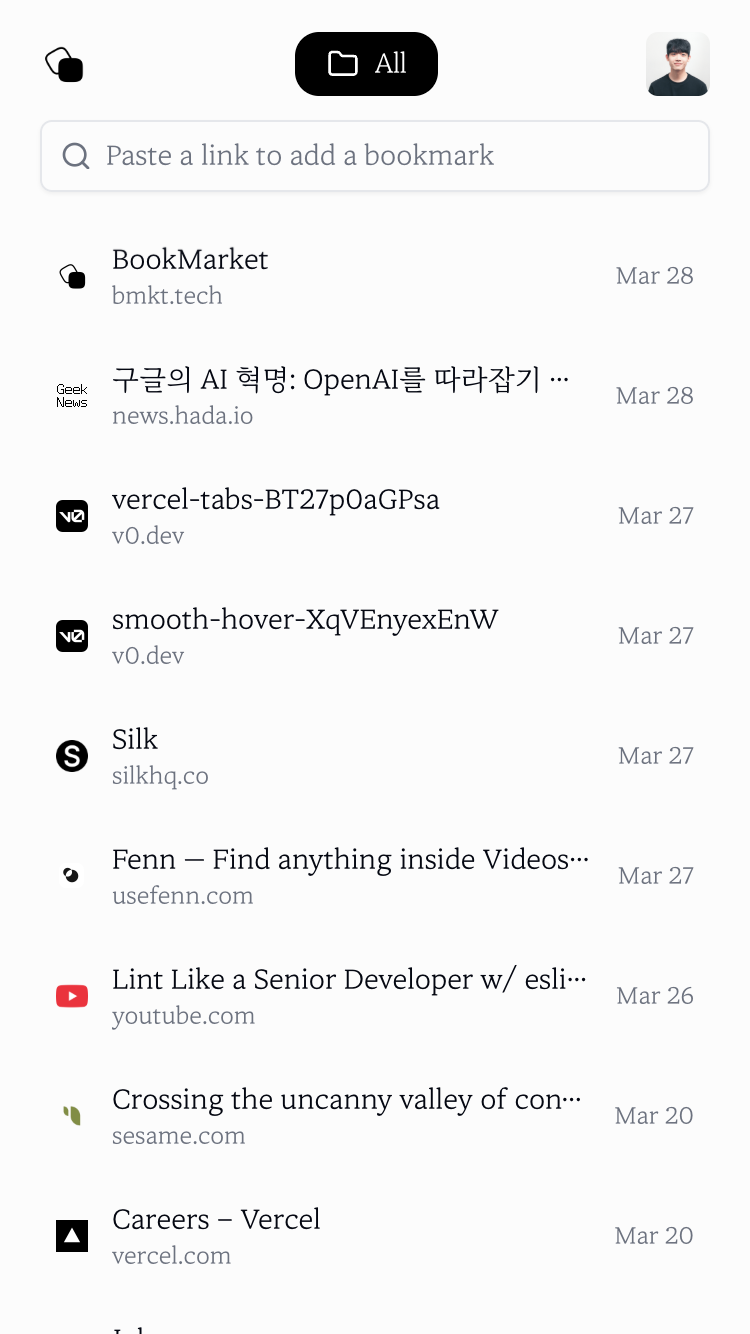 All
Paste a link to add a bookmark
BookMarket
bmkt.tech
Mar 28
Geek
News
구글의 AI 혁명: OpenAI를 따라잡기 ···
news.hada.io
Mar 28
v0
vercel-tabs-BT27p0aGPsa
v0.dev
Mar 27
v0
smooth-hover-XqVEnyexEnW
v0.dev
Mar 27
S
Silk
silkhq.co
Mar 27
Fenn — Find anything inside Videos···
usefenn.com
Mar 27
Lint Like a Senior Developer w/ esli···
youtube.com
Mar 26
Crossing the uncanny valley of con···
sesame.com
Mar 20
Careers – Vercel
vercel.com
Mar 20